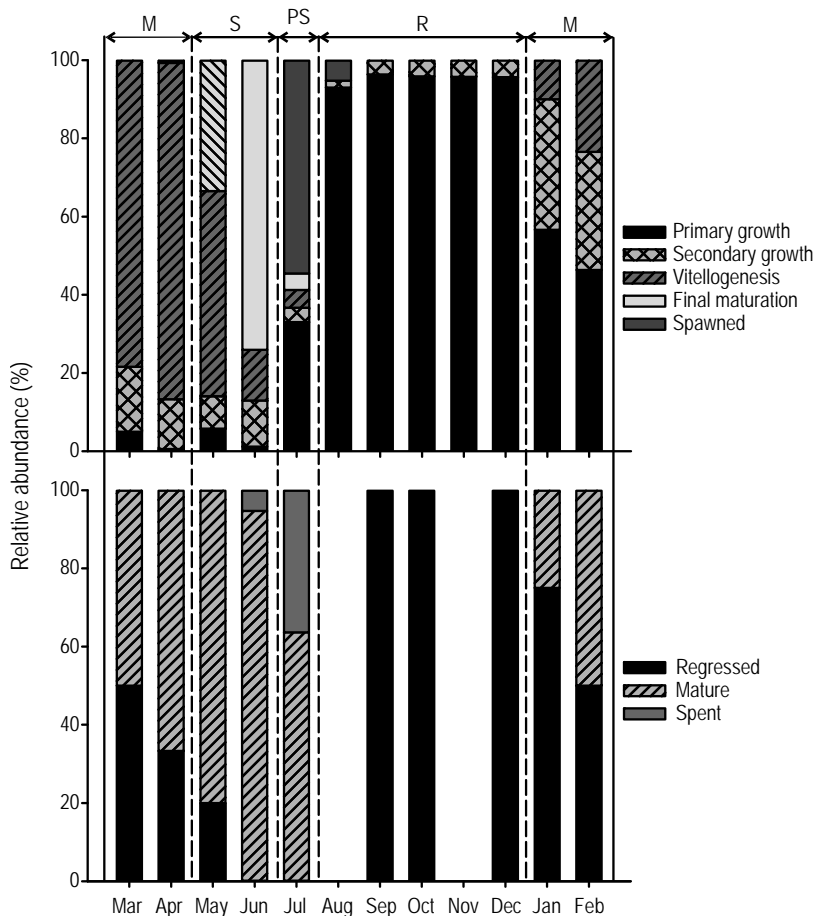 M S PS R M
100
80
60
40
20
0
Primary growth
Secondary growth
Vitellogenesis
Final maturation
Spawned
Relative abundance (%)
100
80
60
40
20
0
Regressed
Mature
Spent
Mar Apr May Jun Jul Aug Sep Oct Nov Dec Jan Feb